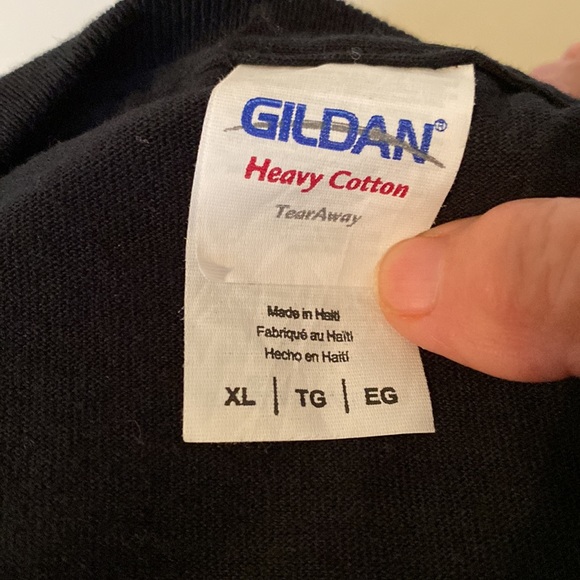 GILDAN®
Heavy Cotton
TearAway
Made in Haiti
Fabriqué au Haïti
Hecho en Haití
XL | TG | EG